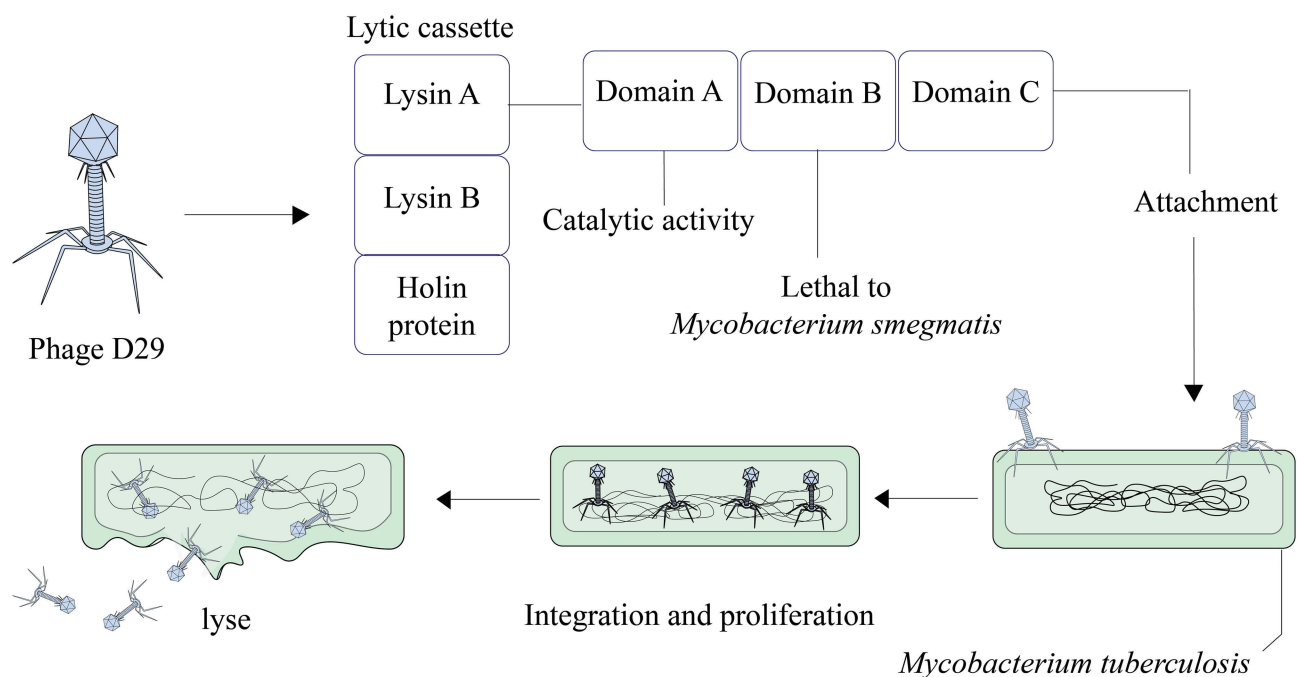 Lytic cassette
Lysin A
Domain A
Domain B
Domain C
Lysin B
Catalytic activity
Attachment
Holin
protein
Lethal to
Mycobacterium smegmatis
Phage D29
lyse
Integration and proliferation
Mycobacterium tuberculosis